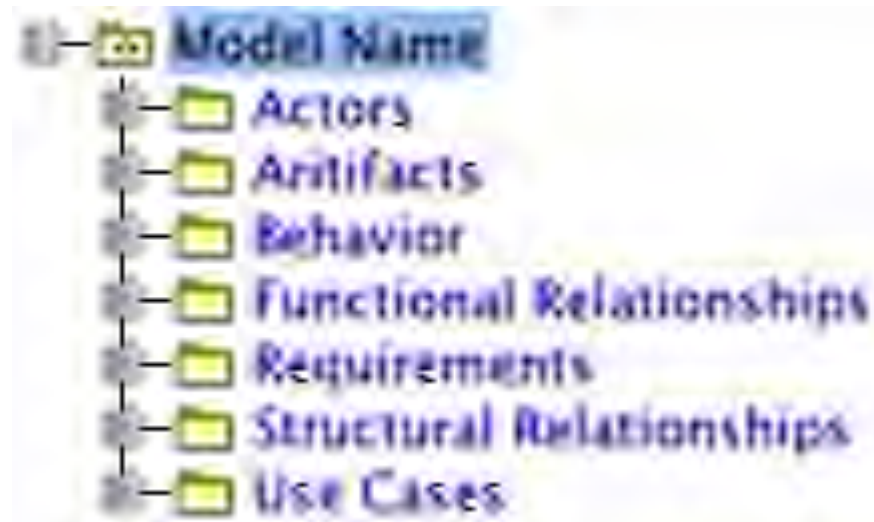 Model Name
Actors
Aritifacts
Behavior
Functional Relationships
Requirements
Structural Relationships
Use Cases